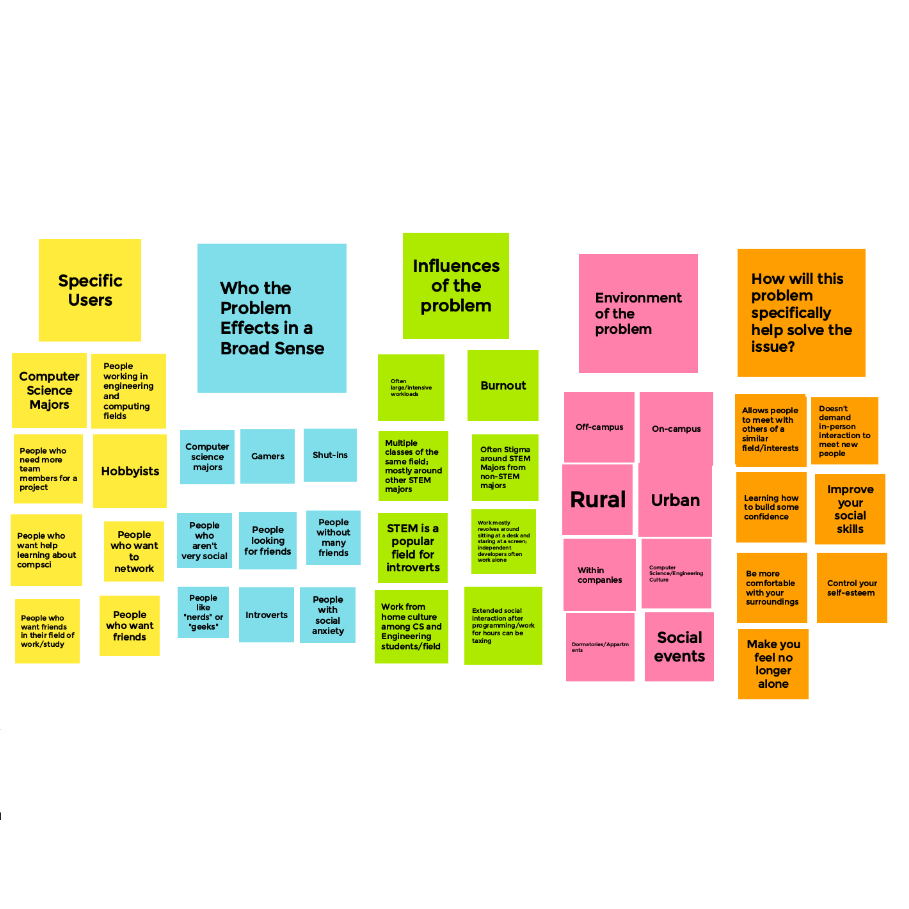 Specific
Users
Computer
Science
Majors
People
working in
engineering
and
computing
fields
People who
need more
team
members for a
project
Hobbyists
People who
want help
learning about
compsci
People
who want
to
network
People who
want friends
in their field of
work/study
People
who want
friends
Who the
Problem
Effects in a
Broad Sense
Computer
science
majors
Gamers
Shut-ins
People
who
aren't
very social
People
looking
for friends
People
without
many
friends
People
like
"nerds" or
"geeks"
Introverts
People
with
social
anxiety
Influences
of the
problem
Often
large/intensive
workloads
Burnout
Multiple
classes of the
same field;
mostly around
other STEM
majors
Often Stigma
around STEM
Majors from
non-STEM
majors
STEM is a
popular
field for
introverts
Work mostly
revolves around
sitting at a desk and
staring at a screen;
independent
developers often
work alone
Work from
home culture
among CS and
Engineering
students/field
Extended social
interaction after
programming/work
for hours can be
taxing
Environment
of the
problem
Off-campus
On-campus
Rural
Urban
Within
companies
Computer
Science/Engineering
Culture
Dormatories/Appartm
ents
Social
events
How will this
problem
specifically
help solve the
issue?
Allows people
to meet with
others of a
similar
field/interests
Doesn't
demand
in-person
interaction to
meet new
people
Learning how
to build some
confidence
Improve
your
social
skills
Be more
comfortable
with your
surroundings
Control your
self-esteem
Make you
feel no
longer
alone